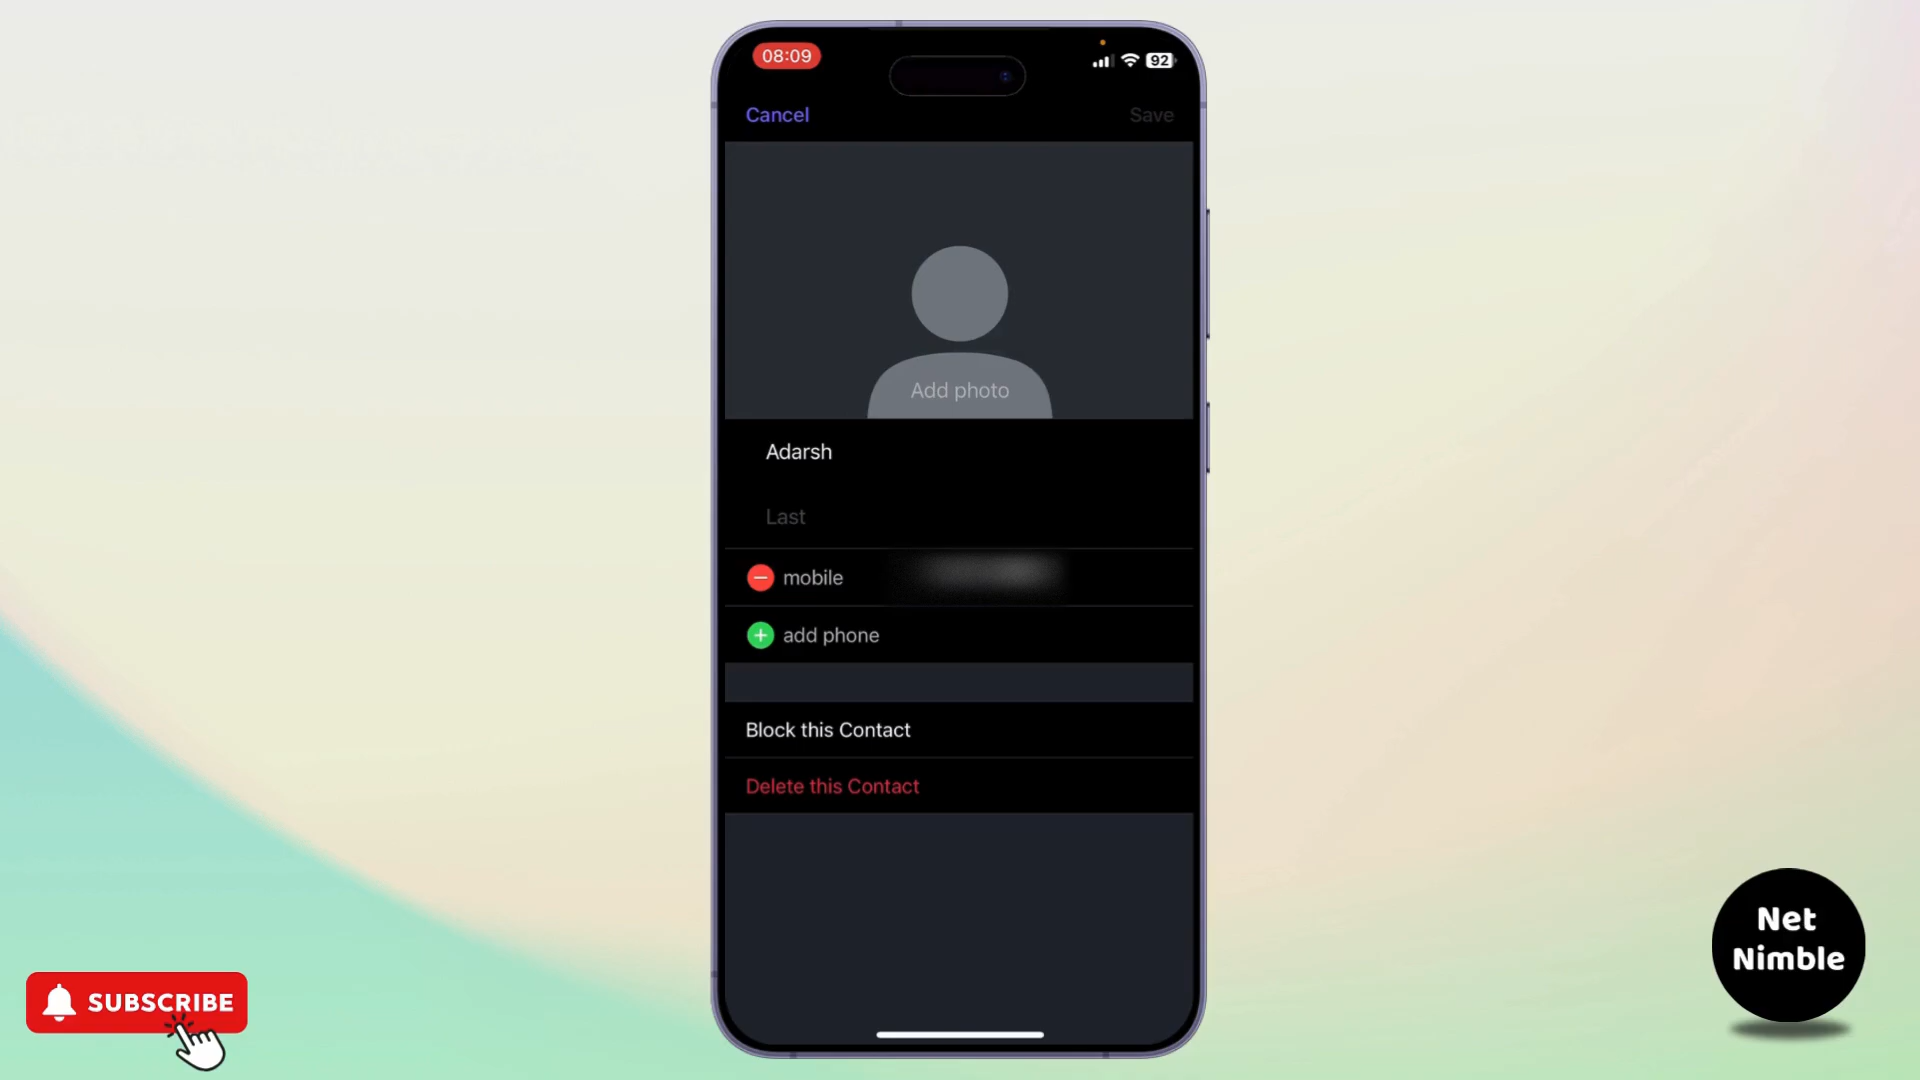 08:09
92
Cancel
Save
Add photo
Adarsh
Last
mobile
add phone
Block this Contact
Delete this Contact
SUBSCRIBE
Net
Nimble